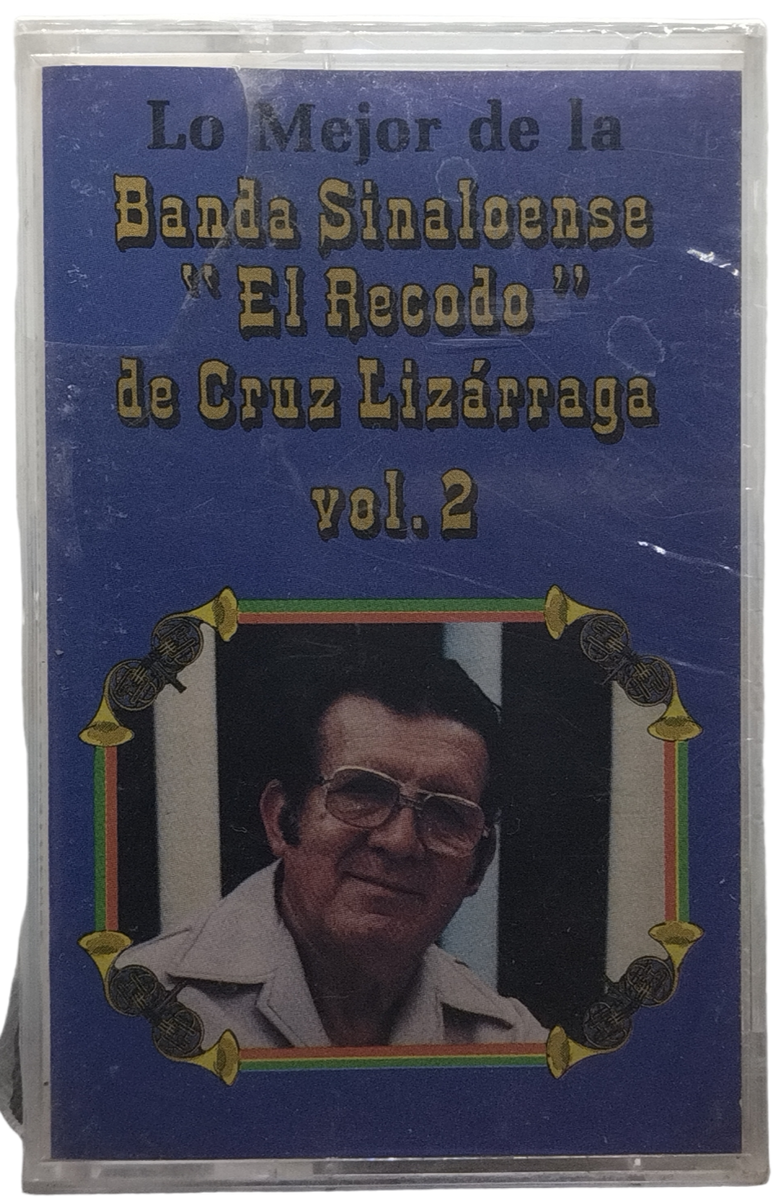 Lo Mejor de la
Banda Sinaloense
“El Recodo”
de Cruz Lizárraga
vol. 2